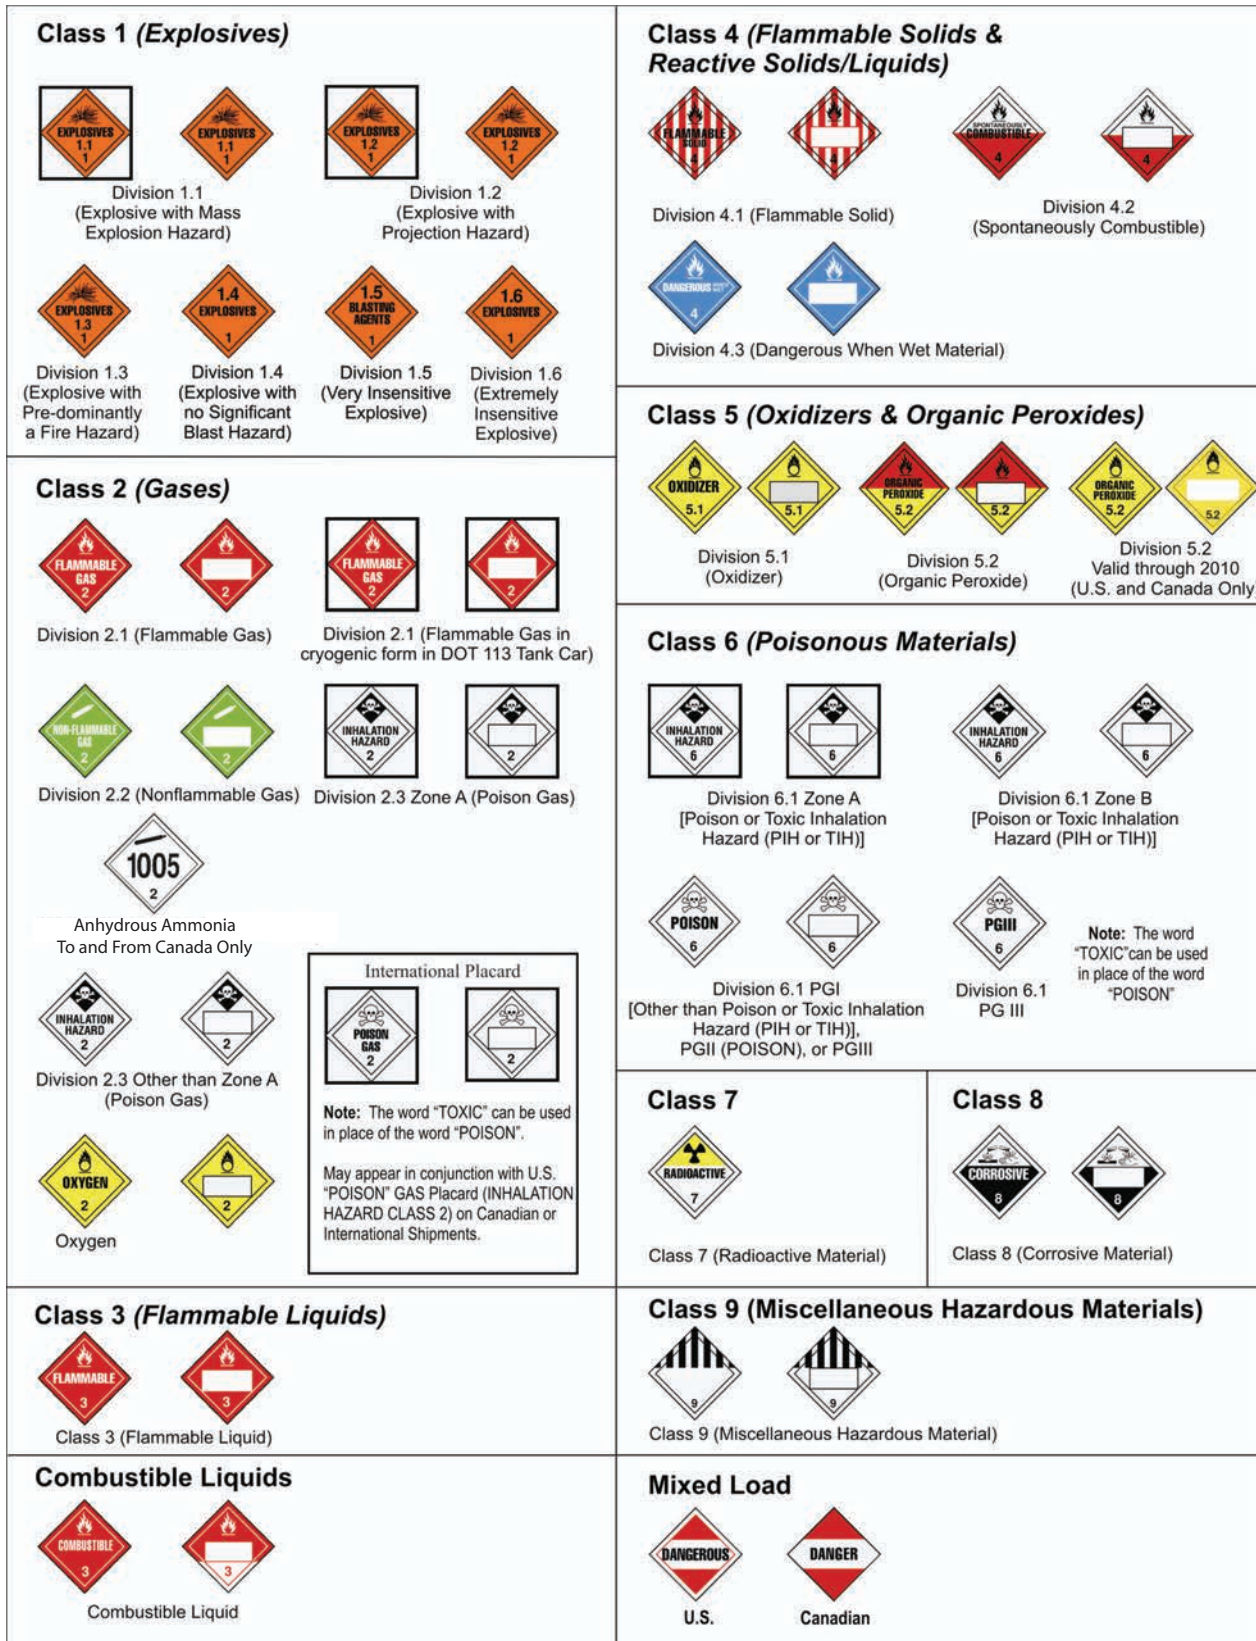 Class 1 (Explosives)
EXPLOSIVES
1.1
1
EXPLOSIVES
1.1
1
EXPLOSIVES
1.2
1
EXPLOSIVES
1.2
1
Division 1.1
(Explosive with Mass
Explosion Hazard)
Division 1.2
(Explosive with
Projection Hazard)
EXPLOSIVES
1.3
1
1.4
EXPLOSIVES
1
1.5
BLASTING
AGENTS
1
1.6
EXPLOSIVES
1
Division 1.3
(Explosive with
Pre-dominantly
a Fire Hazard)
Division 1.4
(Explosive with
no Significant
Blast Hazard)
Division 1.5
(Very Insensitive
Explosive)
Division 1.6
(Extremely
Insensitive
Explosive)
Class 2 (Gases)
FLAMMABLE
GAS
2
2
FLAMMABLE
GAS
2
2
Division 2.1 (Flammable Gas)
Division 2.1 (Flammable Gas in
cryogenic form in DOT 113 Tank Car)
NON-FLAMMABLE
GAS
2
2
INHALATION
HAZARD
2
2
Division 2.2 (Nonflammable Gas)
Division 2.3 Zone A (Poison Gas)
1005
2
Anhydrous Ammonia
To and From Canada Only
INHALATION
HAZARD
2
2
Division 2.3 Other than Zone A
(Poison Gas)
OXYGEN
2
2
Oxygen
International Placard
POISON
GAS
2
2
Note: The word “TOXIC” can be used
in place of the word “POISON”.
May appear in conjunction with U.S.
“POISON” GAS Placard (INHALATION
HAZARD CLASS 2) on Canadian or
International Shipments.
Class 3 (Flammable Liquids)
FLAMMABLE
3
3
Class 3 (Flammable Liquid)
Combustible Liquids
COMBUSTIBLE
3
3
Combustible Liquid
Class 4 (Flammable Solids &
Reactive Solids/Liquids)
FLAMMABLE
SOLID
4
4
SPONTANEOUSLY
COMBUSTIBLE
4
4
Division 4.1 (Flammable Solid)
Division 4.2
(Spontaneously Combustible)
DANGEROUS WHEN WET
4
4
Division 4.3 (Dangerous When Wet Material)
Class 5 (Oxidizers & Organic Peroxides)
OXIDIZER
5.1
5.1
ORGANIC
PEROXIDE
5.2
5.2
ORGANIC
PEROXIDE
5.2
5.2
Division 5.1
(Oxidizer)
Division 5.2
(Organic Peroxide)
Division 5.2
Valid through 2010
(U.S. and Canada Only)
Class 6 (Poisonous Materials)
INHALATION
HAZARD
6
6
INHALATION
HAZARD
6
6
Division 6.1 Zone A
[Poison or Toxic Inhalation
Hazard (PIH or TIH)]
Division 6.1 Zone B
[Poison or Toxic Inhalation
Hazard (PIH or TIH)]
POISON
6
6
PGIII
6
Note: The word
“TOXIC”can be used
in place of the word
“POISON”
Division 6.1 PGI
[Other than Poison or Toxic Inhalation
Hazard (PIH or TIH)],
PGII (POISON), or PGIII
Division 6.1
PG III
Class 7
RADIOACTIVE
7
Class 7 (Radioactive Material)
Class 8
CORROSIVE
8
8
Class 8 (Corrosive Material)
Class 9 (Miscellaneous Hazardous Materials)
9
9
Class 9 (Miscellaneous Hazardous Material)
Mixed Load
DANGEROUS
DANGER
U.S.
Canadian